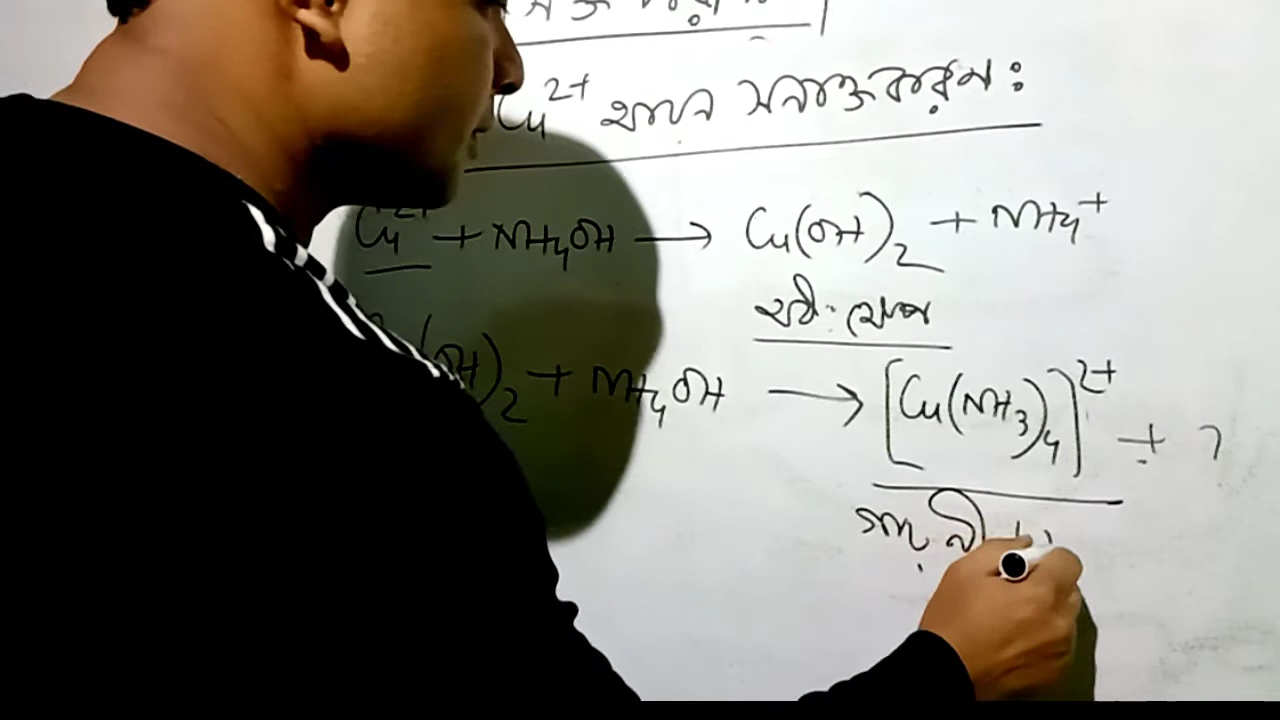 Cu2+ আয়ন সনাক্তকরণ :
Cu2+ + NH4OH → Cu(OH)2 + NH4+
(OH)2 + NH4OH → [Cu(NH3)4]2+ +
গাঢ় নী